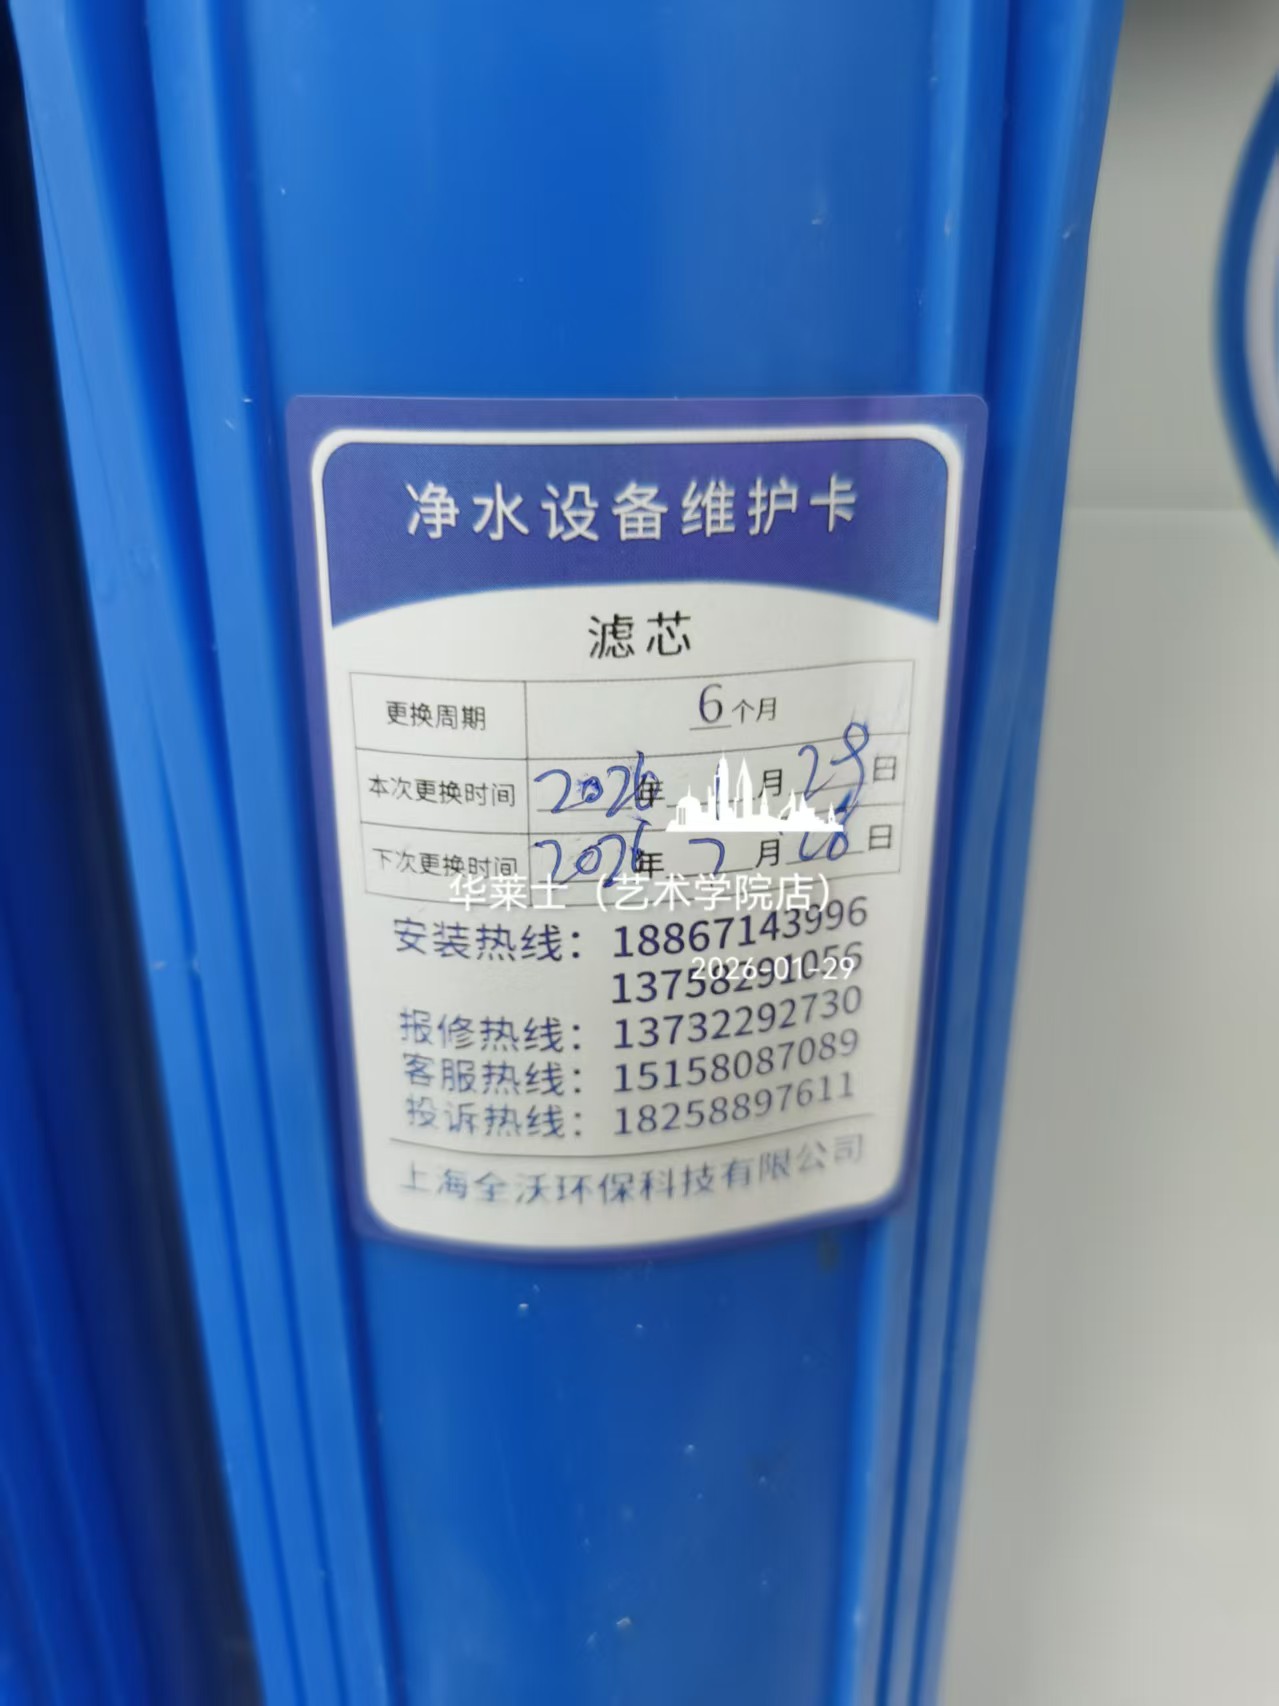 净水设备维护卡
滤芯
更换周期 6个月
本次更换时间 2026年1月29日
下次更换时间 2026年7月28日
华莱士（艺术学院店）
安装热线：18867143996
13758291056
2026-01-29
报修热线：13732292730
客服热线：15158087089
投诉热线：18258897611
上海全沃环保科技有限公司